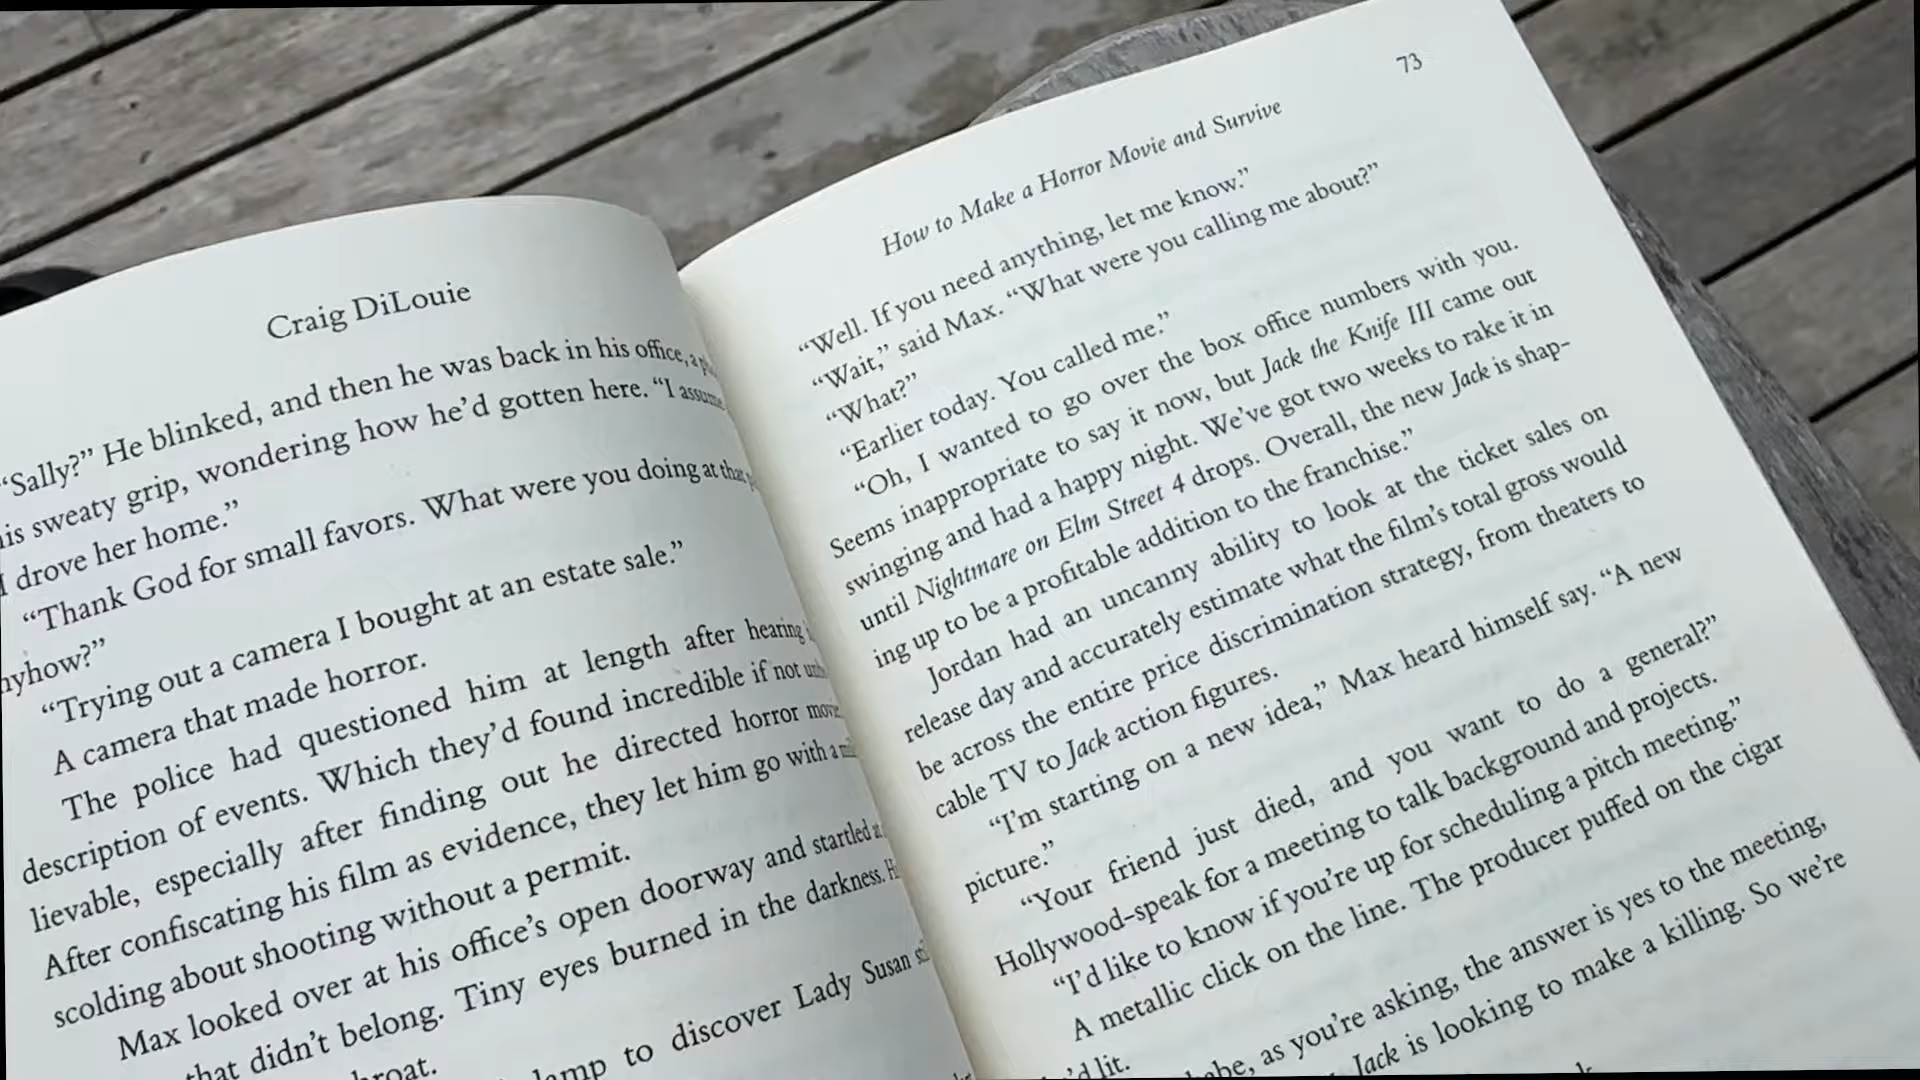 Craig DiLouie
“Sally?” He blinked, and then he was back in his office, a
his sweaty grip, wondering how he’d gotten here. “I assume
I drove her home.”
“Thank God for small favors. What were you doing at that
nyhow?”
“Trying out a camera I bought at an estate sale.”
A camera that made horror.
The police had questioned him at length after hearing
description of events. Which they’d found incredible if not
lievable, especially after finding out he directed horror
After confiscating his film as evidence, they let him go with a
scolding about shooting without a permit.
Max looked over at his office’s open doorway and startled
that didn’t belong. Tiny eyes burned in the darkness.
hroat.
lamp to discover Lady Susan
73
How to Make a Horror Movie and Survive
“Well. If you need anything, let me know.”
“Wait,” said Max. “What were you calling me about?”
“What?”
“Earlier today. You called me.”
“Oh, I wanted to go over the box office numbers with you.
Seems inappropriate to say it now, but Jack the Knife III came out
swinging and had a happy night. We’ve got two weeks to rake it in
until Nightmare on Elm Street 4 drops. Overall, the new Jack is shap-
ing up to be a profitable addition to the franchise.”
Jordan had an uncanny ability to look at the ticket sales on
release day and accurately estimate what the film’s total gross would
be across the entire price discrimination strategy, from theaters to
cable TV to Jack action figures.
“I’m starting on a new idea,” Max heard himself say. “A new
picture.”
“Your friend just died, and you want to do a general?”
Hollywood-speak for a meeting to talk background and projects.
“I’d like to know if you’re up for scheduling a pitch meeting.”
A metallic click on the line. The producer puffed on the cigar
’d lit.
abe, as you’re asking, the answer is yes to the meeting,
Jack is looking to make a killing. So we’re